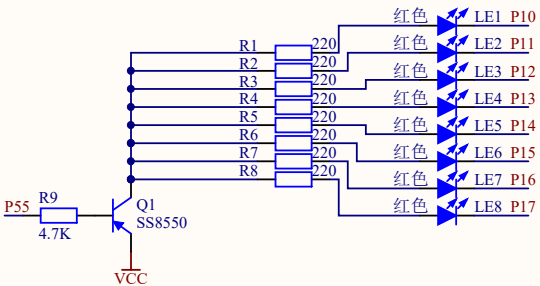 红色 LE1 P10
R1 220
红色 LE2 P11
R2 220
红色 LE3 P12
R3 220
红色 LE4 P13
R4 220
红色 LE5 P14
R5 220
红色 LE6 P15
R6 220
红色 LE7 P16
R7 220
红色 LE8 P17
R8 220
P55 R9 4.7K
Q1
SS8550
VCC